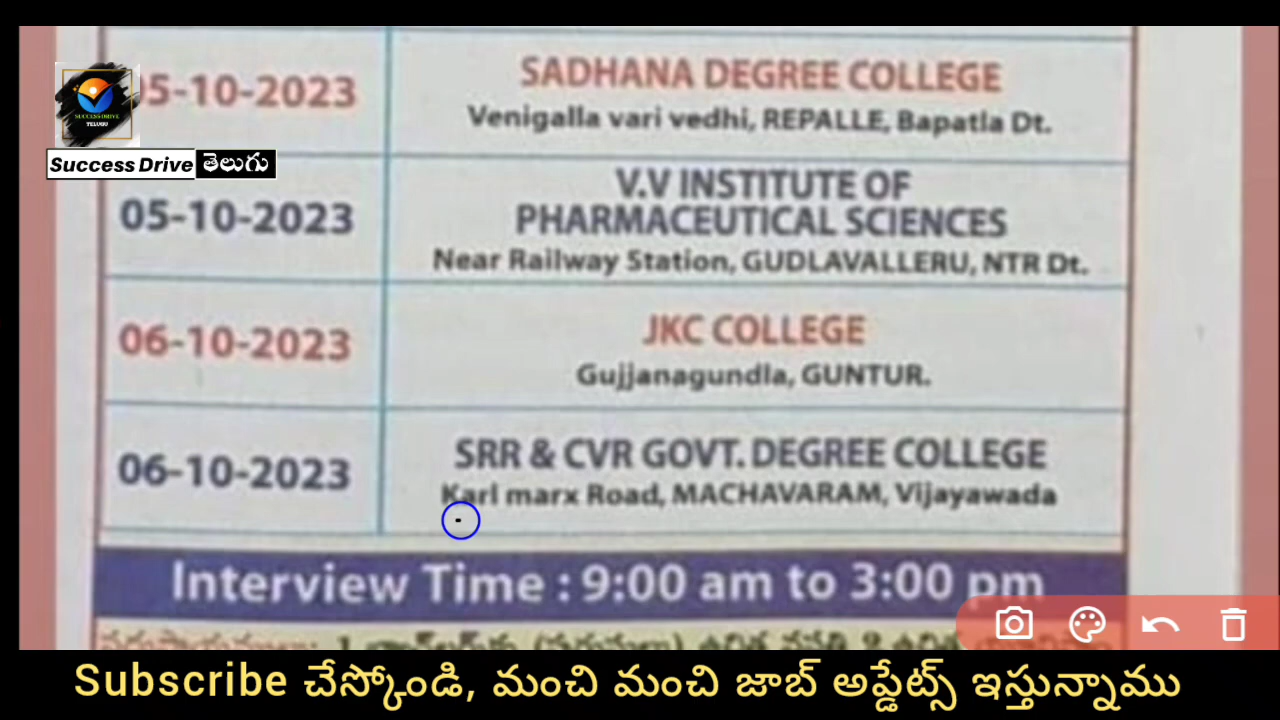 05-10-2023
SADHANA DEGREE COLLEGE
Venigalla vari vedhi, REPALLE, Bapatla Dt.
SUCCESS DRIVE
TELUGU
Success Drive తెలుగు
05-10-2023
V.V INSTITUTE OF
PHARMACEUTICAL SCIENCES
Near Railway Station, GUDLAVALLERU, NTR Dt.
06-10-2023
JKC COLLEGE
Gujjanagundla, GUNTUR.
06-10-2023
SRR & CVR GOVT. DEGREE COLLEGE
Karl marx Road, MACHAVARAM, Vijayawada
Interview Time : 9:00 am to 3:00 pm
Subscribe చేస్కోండి, మంచి మంచి జాబ్ అప్డేట్స్ ఇస్తున్నాము